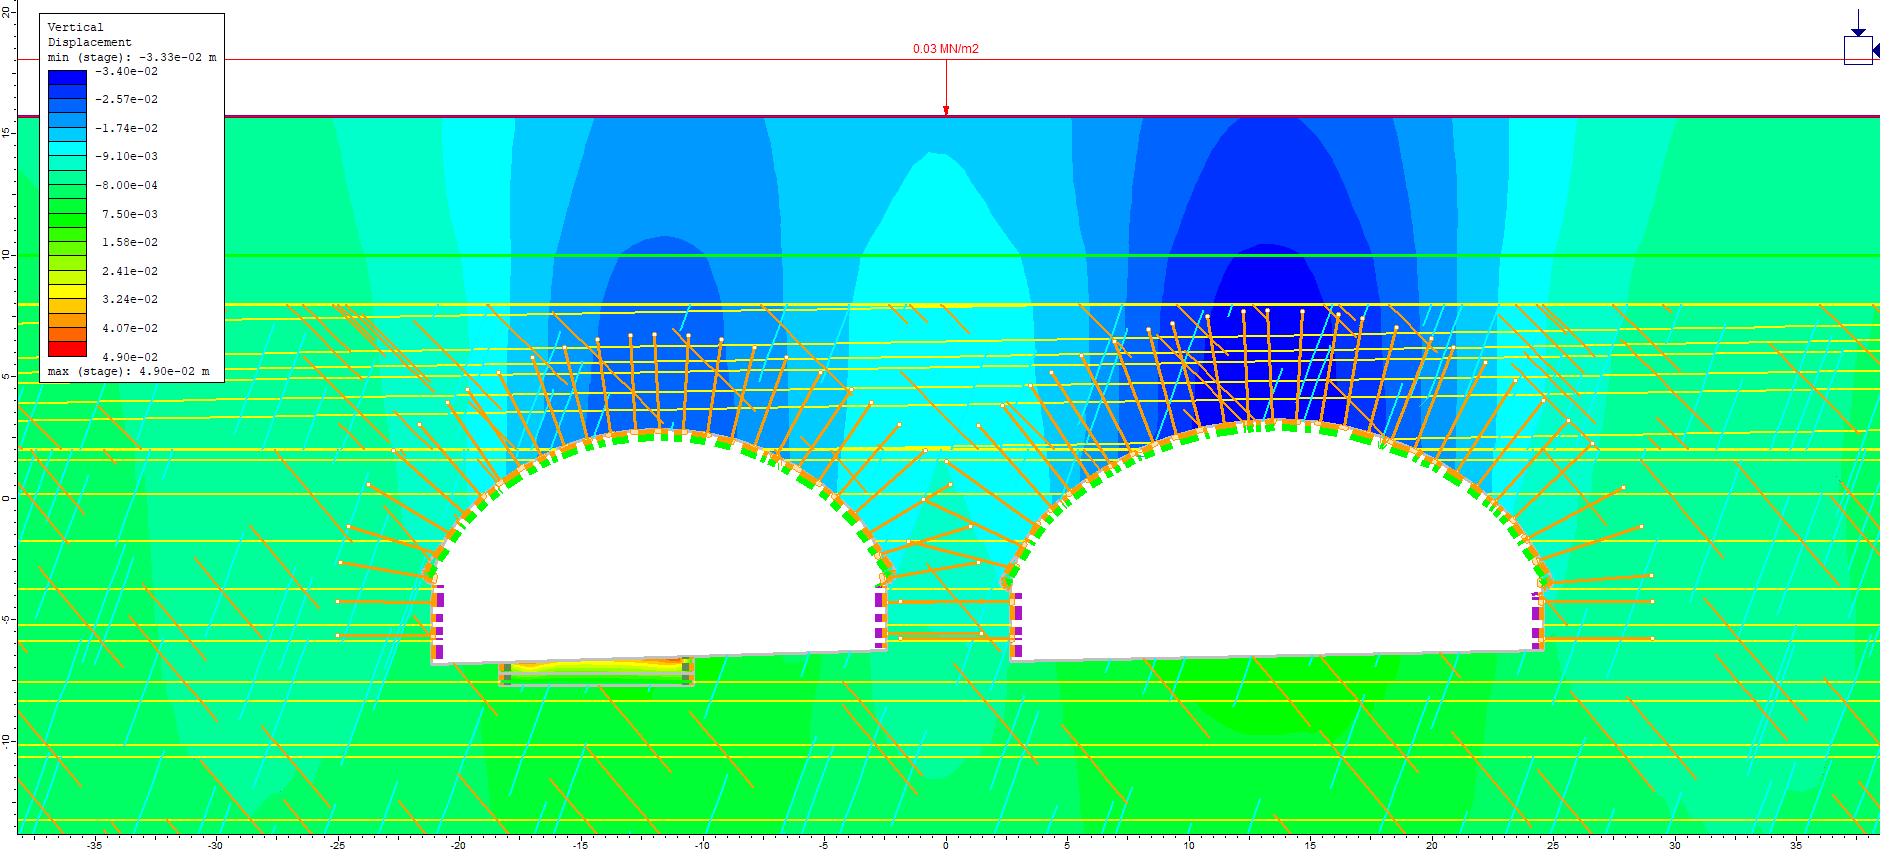 0.03 MN/m2
Vertical
Displacement
min (stage): -3.33e-02 m
-3.40e-02
-2.57e-02
-1.74e-02
-9.10e-03
-8.00e-04
7.50e-03
1.58e-02
2.41e-02
3.24e-02
4.07e-02
4.90e-02
max (stage): 4.90e-02 m
20
15
10
5
0
-5
-10
-35 -30 -25 -20 -15 -10 -5 0 5 10 15 20 25 30 35